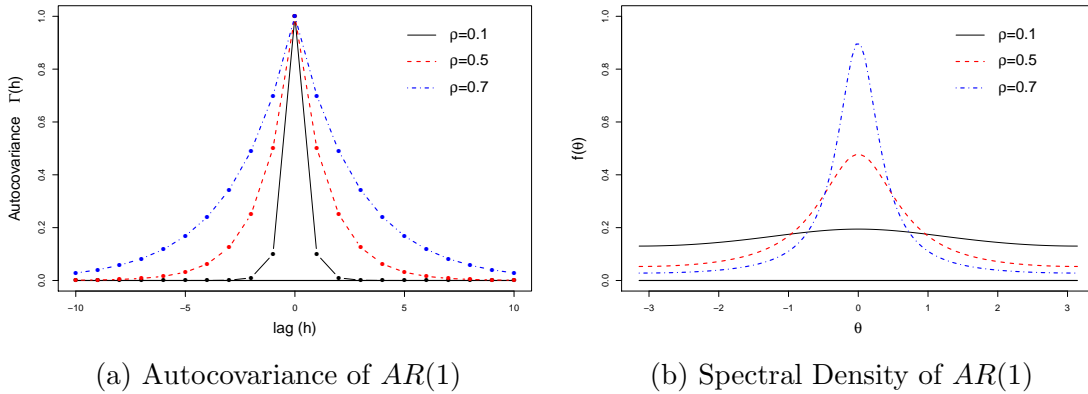 Autocovariance Γ(h)
0.0 0.2 0.4 0.6 0.8 1.0
ρ=0.1
ρ=0.5
ρ=0.7
−10 −5 0 5 10
lag (h)
(a) Autocovariance of AR(1)
f(θ)
0.0 0.2 0.4 0.6 0.8 1.0
ρ=0.1
ρ=0.5
ρ=0.7
−3 −2 −1 0 1 2 3
θ
(b) Spectral Density of AR(1)